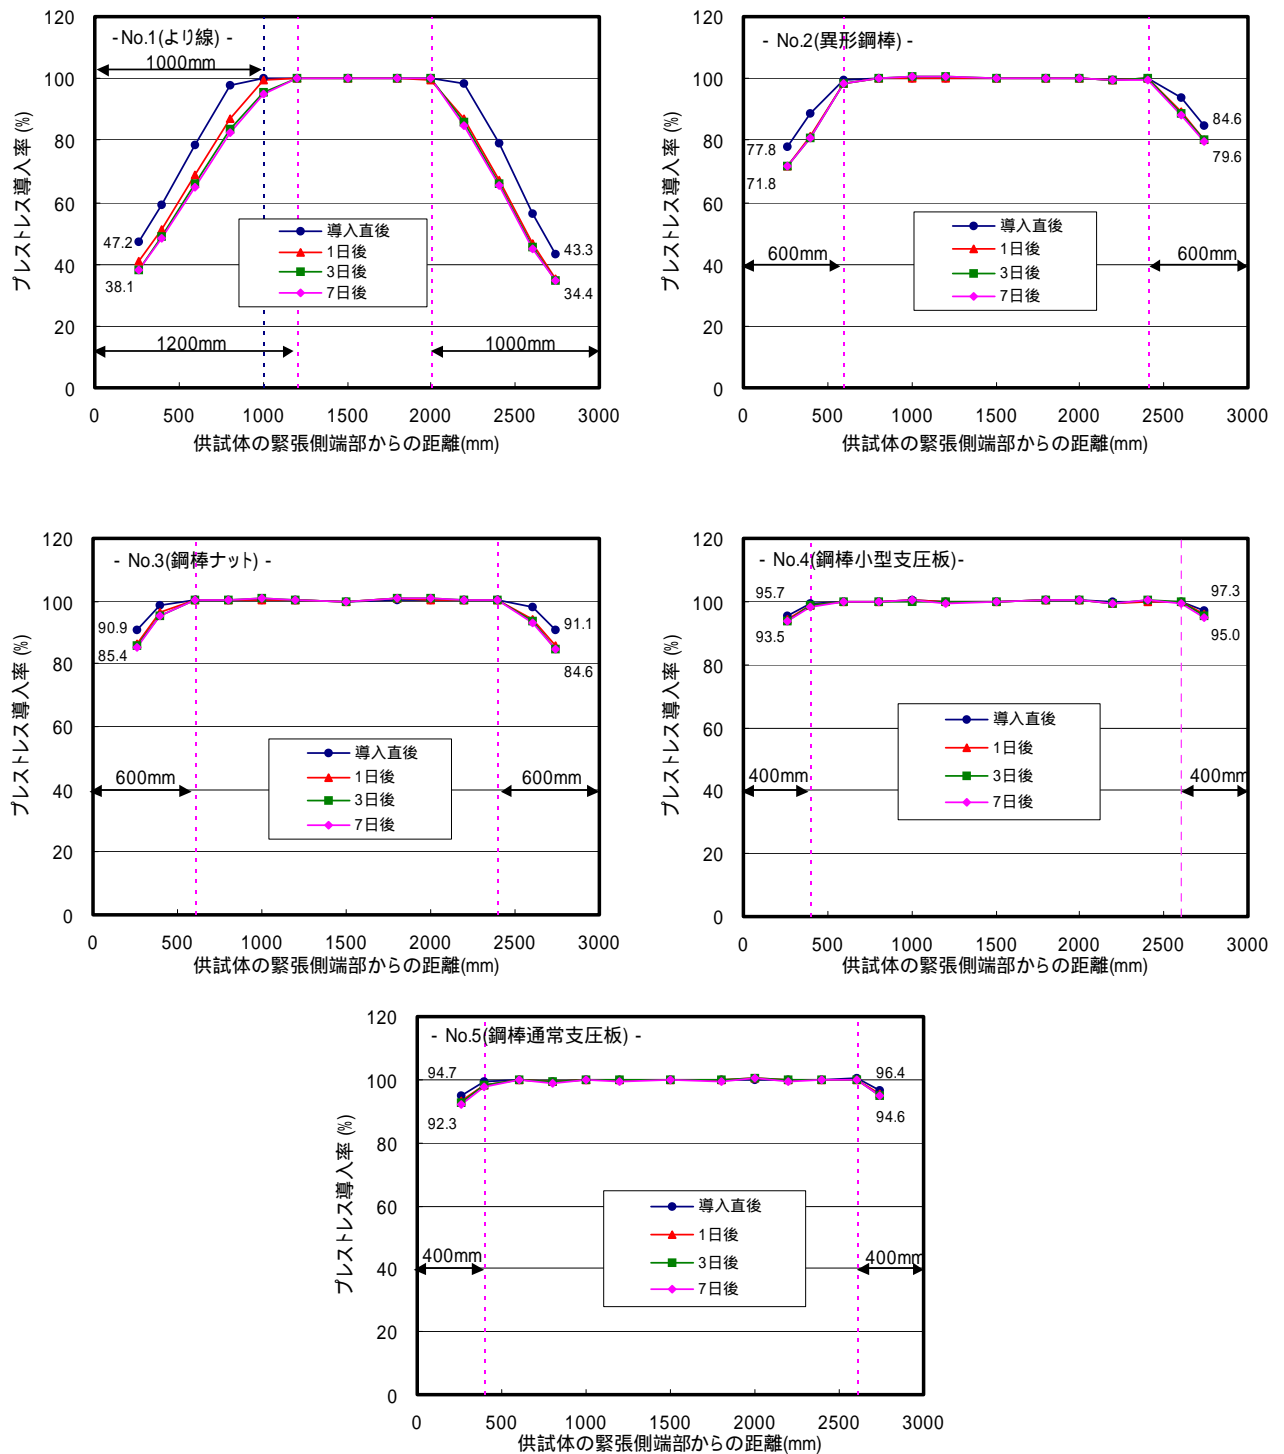 -No.1(より線) -
プレストレス導入率 (%)
120
100
80
60
40
20
0
1000mm
47.2
38.1
43.3
34.4
導入直後
1日後
3日後
7日後
1200mm
1000mm
0 500 1000 1500 2000 2500 3000
供試体の緊張側端部からの距離(mm)
- No.2(異形鋼棒) -
プレストレス導入率 (%)
120
100
80
60
40
20
0
77.8
71.8
84.6
79.6
導入直後
1日後
3日後
7日後
600mm
600mm
0 500 1000 1500 2000 2500 3000
供試体の緊張側端部からの距離(mm)
- No.3(鋼棒ナット) -
プレストレス導入率 (%)
120
100
80
60
40
20
0
90.9
85.4
91.1
84.6
導入直後
1日後
3日後
7日後
600mm
600mm
0 500 1000 1500 2000 2500 3000
供試体の緊張側端部からの距離(mm)
- No.4(鋼棒小型支圧板)-
プレストレス導入率 (%)
120
100
80
60
40
20
0
95.7
93.5
97.3
95.0
導入直後
1日後
3日後
7日後
400mm
400mm
0 500 1000 1500 2000 2500 3000
供試体の緊張側端部からの距離(mm)
- No.5(鋼棒通常支圧板) -
プレストレス導入率 (%)
120
100
80
60
40
20
0
94.7
92.3
96.4
94.6
導入直後
1日後
3日後
7日後
400mm
400mm
0 500 1000 1500 2000 2500 3000
供試体の緊張側端部からの距離(mm)